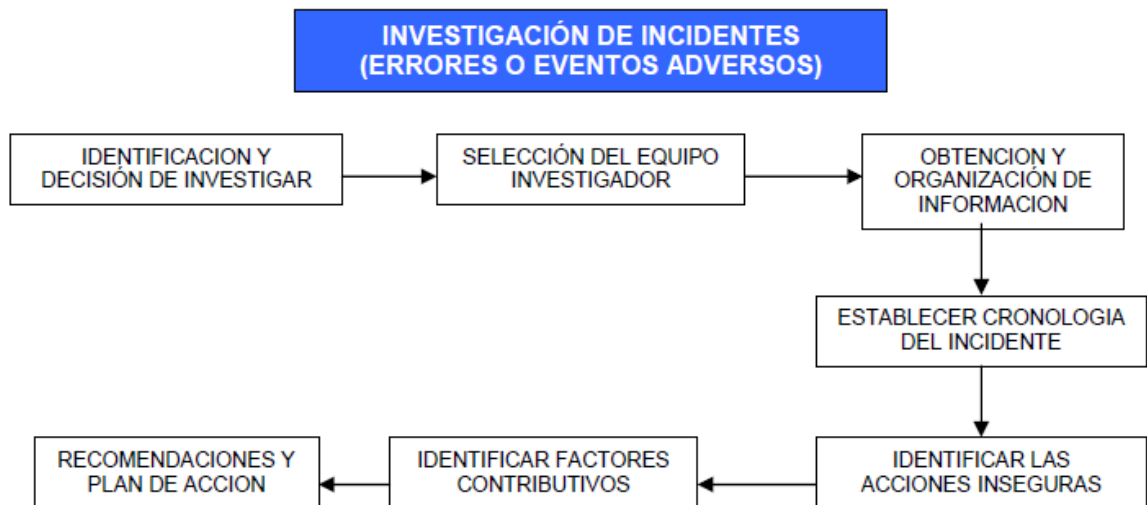 INVESTIGACIÓN DE INCIDENTES
(ERRORES O EVENTOS ADVERSOS)
IDENTIFICACION Y
DECISIÓN DE INVESTIGAR
SELECCIÓN DEL EQUIPO
INVESTIGADOR
OBTENCION Y
ORGANIZACIÓN DE
INFORMACION
ESTABLECER CRONOLOGIA
DEL INCIDENTE
IDENTIFICAR LAS
ACCIONES INSEGURAS
IDENTIFICAR FACTORES
CONTRIBUTIVOS
RECOMENDACIONES Y
PLAN DE ACCION